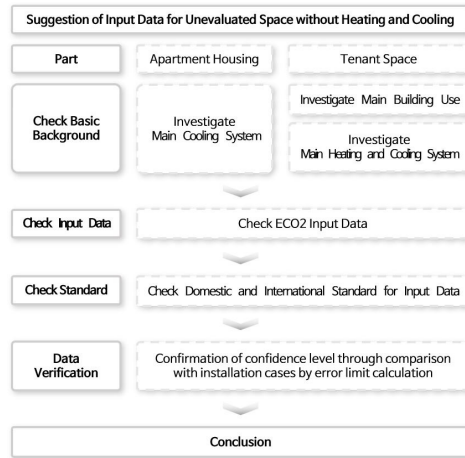 Suggestion of Input Data for Unevaluated Space without Heating and Cooling
Part
Apartment Housing
Tenant Space
Check Basic
Background
Investigate
Main Cooling System
Investigate Main Building Use
Investigate
Main Heating and Cooling System
Check Input Data
Check ECO2 Input Data
Check Standard
Check Domestic and International Standard for Input Data
Data
Verification
Confirmation of confidence level through comparison
with installation cases by error limit calculation
Conclusion